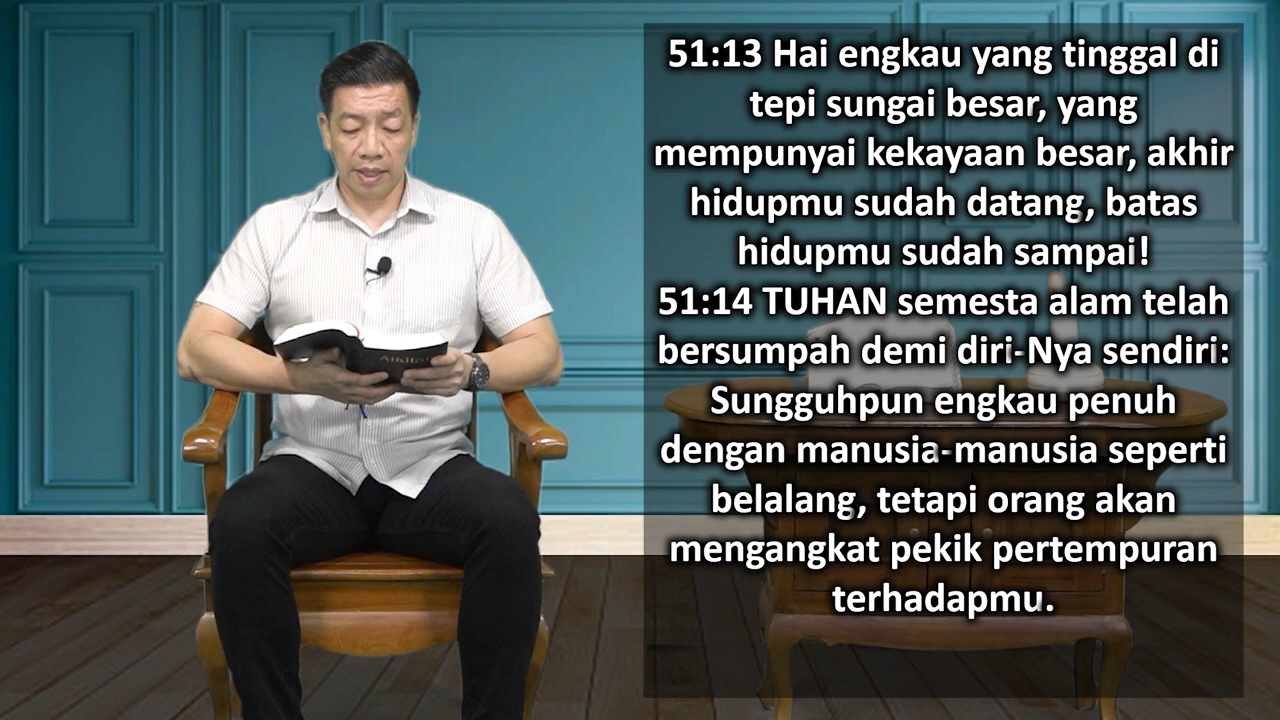 51:13 Hai engkau yang tinggal di
tepi sungai besar, yang
mempunyai kekayaan besar, akhir
hidupmu sudah datang, batas
hidupmu sudah sampai!
51:14 TUHAN semesta alam telah
bersumpah demi diri-Nya sendiri:
Sungguhpun engkau penuh
dengan manusia-manusia seperti
belalang, tetapi orang akan
mengangkat pekik pertempuran
terhadapmu.